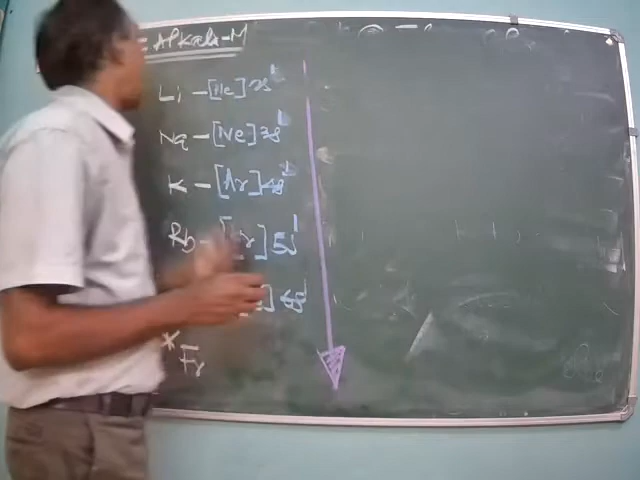 = Alkali-M
Li - [He] 2s¹
Na - [Ne] 3s¹
K - [Ar] 4s¹
Rb - [Kr] 5s¹
] 6s¹
* Fr